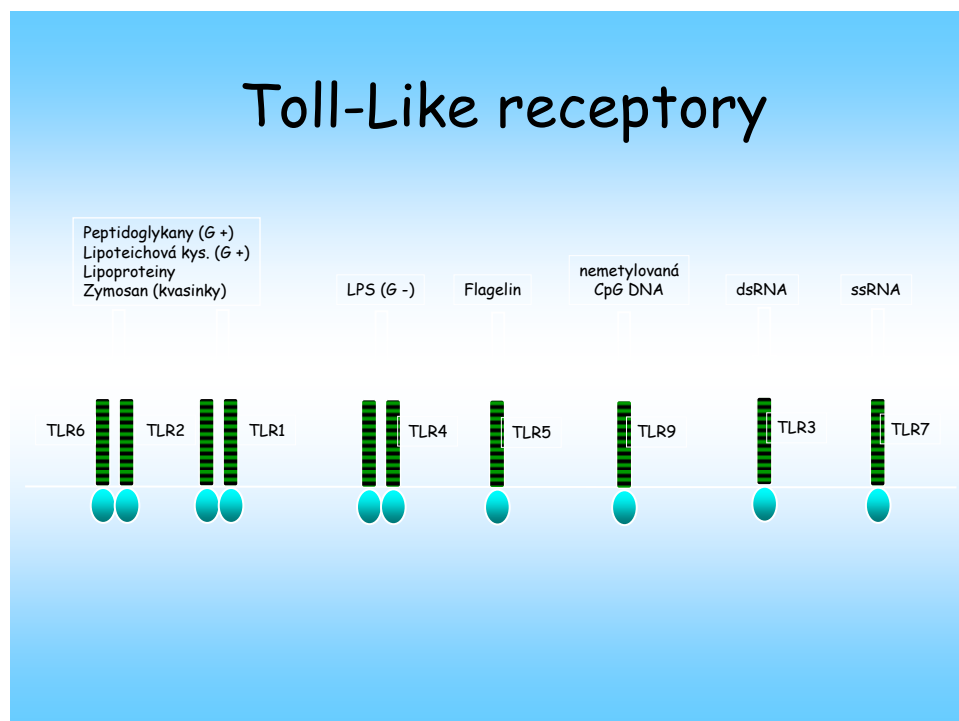 Toll-Like receptory
Peptidoglykany (G +)
Lipoteichová kys. (G +)
Lipoproteiny
Zymosan (kvasinky)
LPS (G -)
Flagelin
nemetylovaná
CpG DNA
dsRNA
ssRNA
TLR6
TLR2
TLR1
TLR4
TLR5
TLR9
TLR3
TLR7